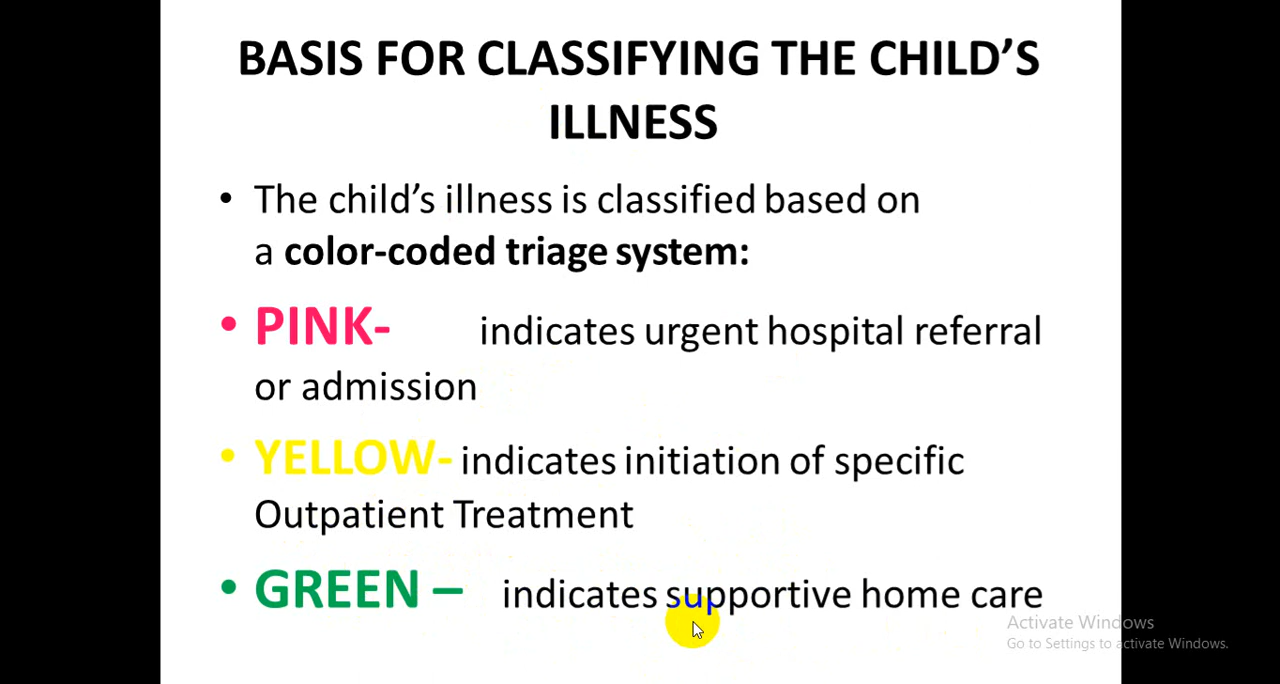 BASIS FOR CLASSIFYING THE CHILD'S
ILLNESS
• The child's illness is classified based on
a color-coded triage system:
• PINK- indicates urgent hospital referral
or admission
• YELLOW- indicates initiation of specific
Outpatient Treatment
• GREEN – indicates supportive home care
Activate Windows
Go to Settings to activate Windows.